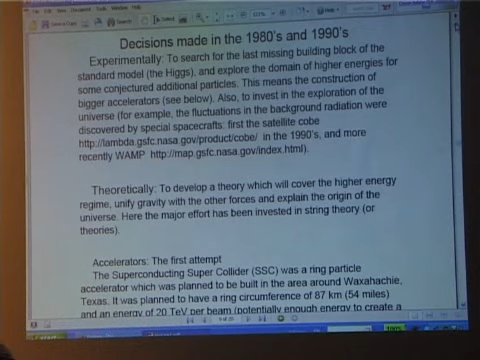 Decisions made in the 1980's and 1990's
Experimentally: To search for the last missing building block of the
standard model (the Higgs), and explore the domain of higher energies for
some conjectured additional particles. This means the construction of
bigger accelerators (see below). Also, to invest in the exploration of the
universe (for example, the fluctuations in the background radiation were
discovered by special spacecrafts: first the satellite cobe
http://lambda.gsfc.nasa.gov/product/cobe/ in the 1990's, and more
recently WAMP http://map.gsfc.nasa.gov/index.html).
Theoretically: To develop a theory which will cover the higher energy
regime, unify gravity with the other forces and explain the origin of the
universe. Here the major effort has been invested in string theory (or
theories).
Accelerators: The first attempt
The Superconducting Super Collider (SSC) was a ring particle
accelerator which was planned to be built in the area around Waxahachie,
Texas. It was planned to have a ring circumference of 87 km (54 miles)
and an energy of 20 TeV per beam (potentially enough energy to create a